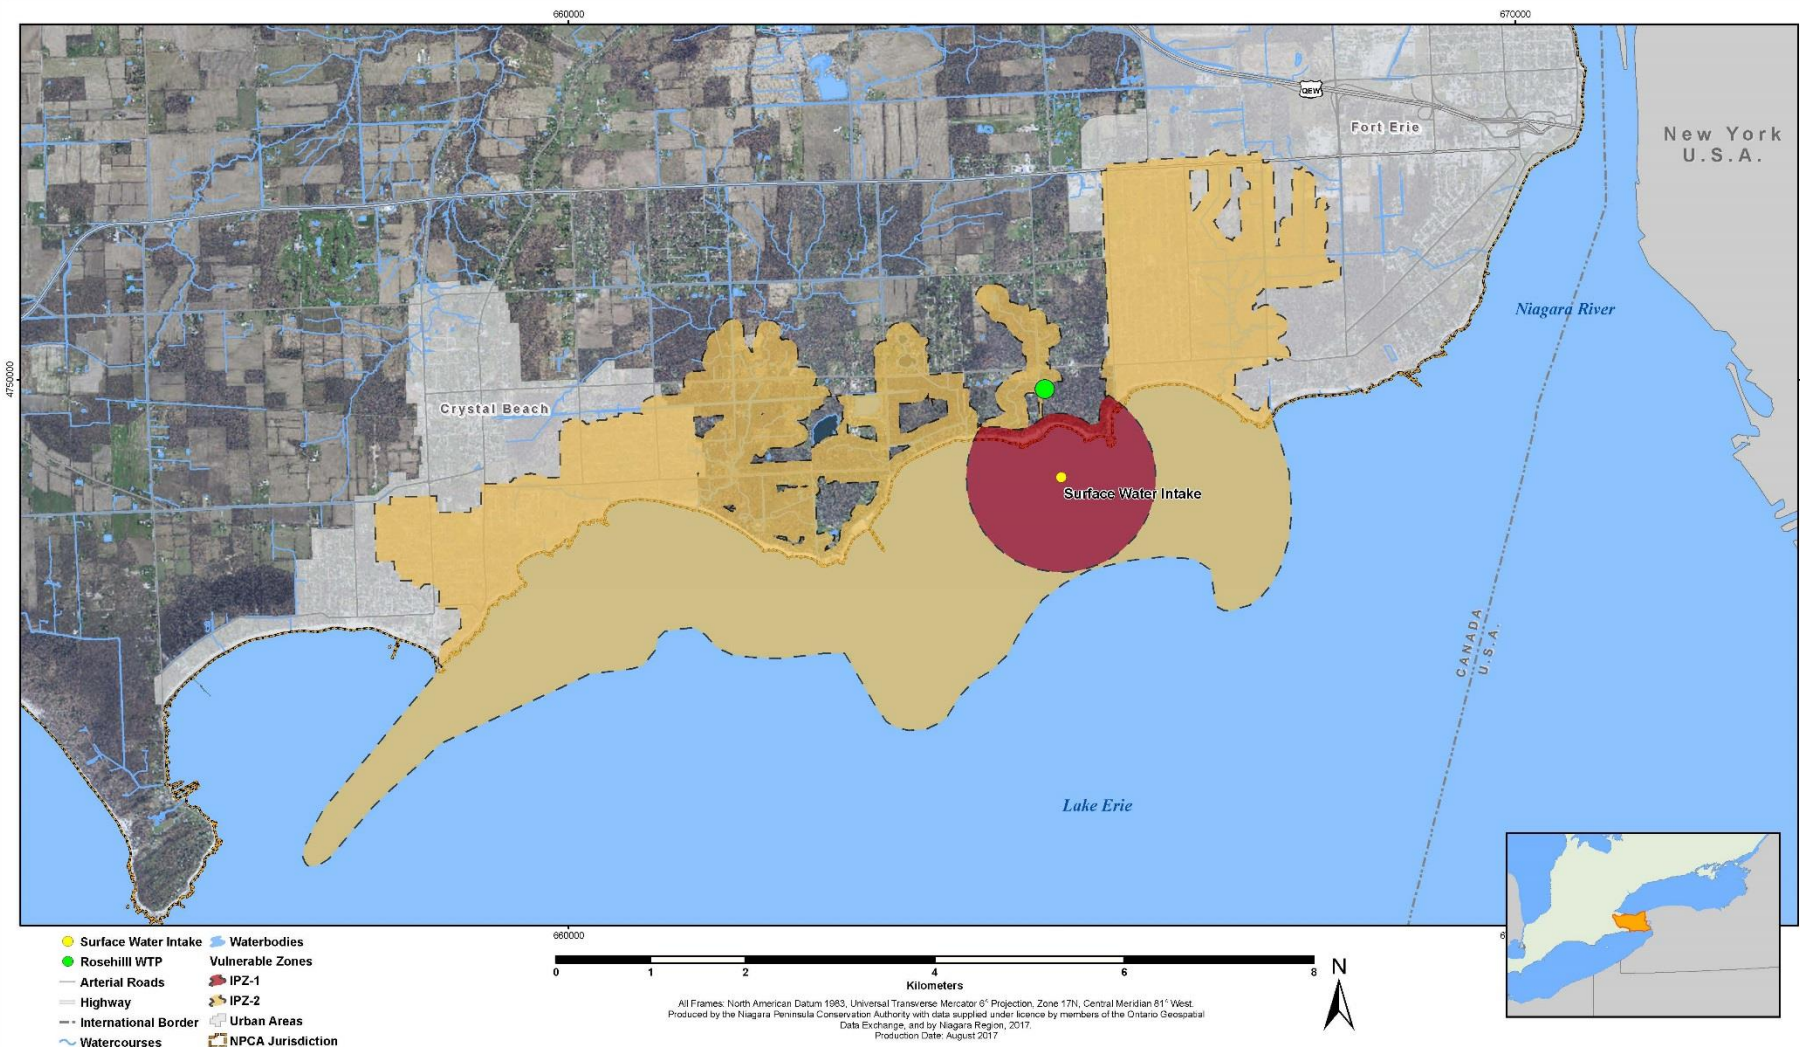 660000
670000
QEW
Fort Erie
New York
U.S.A.
Niagara River
4750000
Crystal Beach
Surface Water Intake
CANADA
U.S.A.
Lake Erie
660000
Surface Water Intake
Waterbodies
Rosehilll WTP
Vulnerable Zones
Arterial Roads
IPZ-1
Highway
IPZ-2
International Border
Urban Areas
Watercourses
NPCA Jurisdiction
0 1 2 4 6 8
Kilometers
N
All Frames: North American Datum 1983, Universal Transverse Mercator 6° Projection, Zone 17N, Central Meridian 81° West.
Produced by the Niagara Peninsula Conservation Authority with data supplied under licence by members of the Ontario Geospatial
Data Exchange, and by Niagara Region, 2017.
Production Date: August 2017